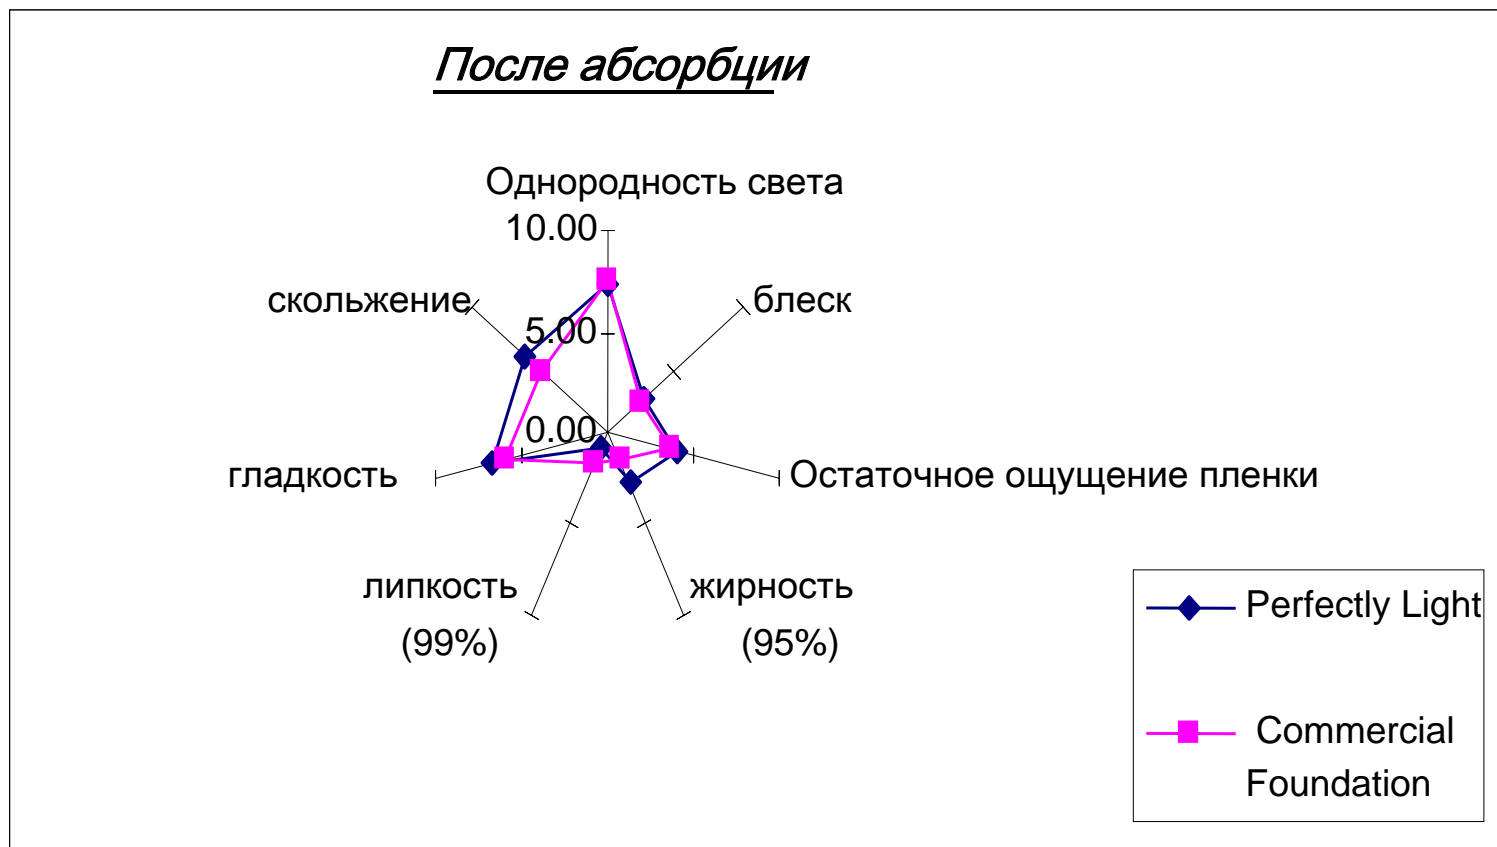 После абсорбции
Однородность света
10.00
скольжение
блеск
5.00
0.00
гладкость
Остаточное ощущение пленки
липкость
(99%)
жирность
(95%)
Perfectly Light
Commercial
Foundation